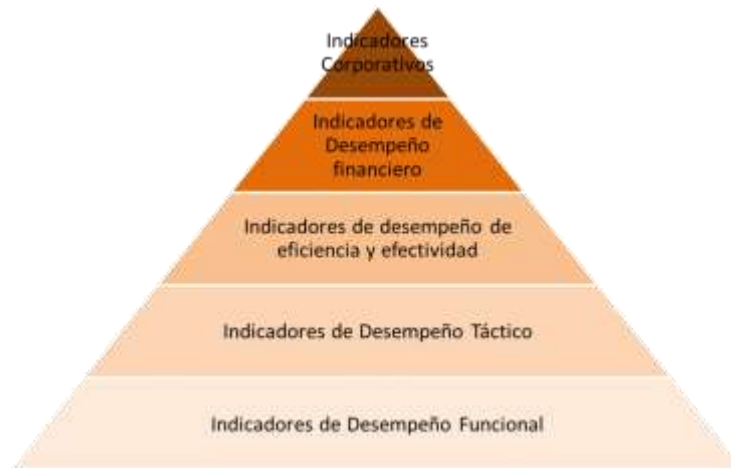 Indicadores
Corporativos
Indicadores de
Desempeño
financiero
Indicadores de desempeño de
eficiencia y efectividad
Indicadores de Desempeño Táctico
Indicadores de Desempeño Funcional